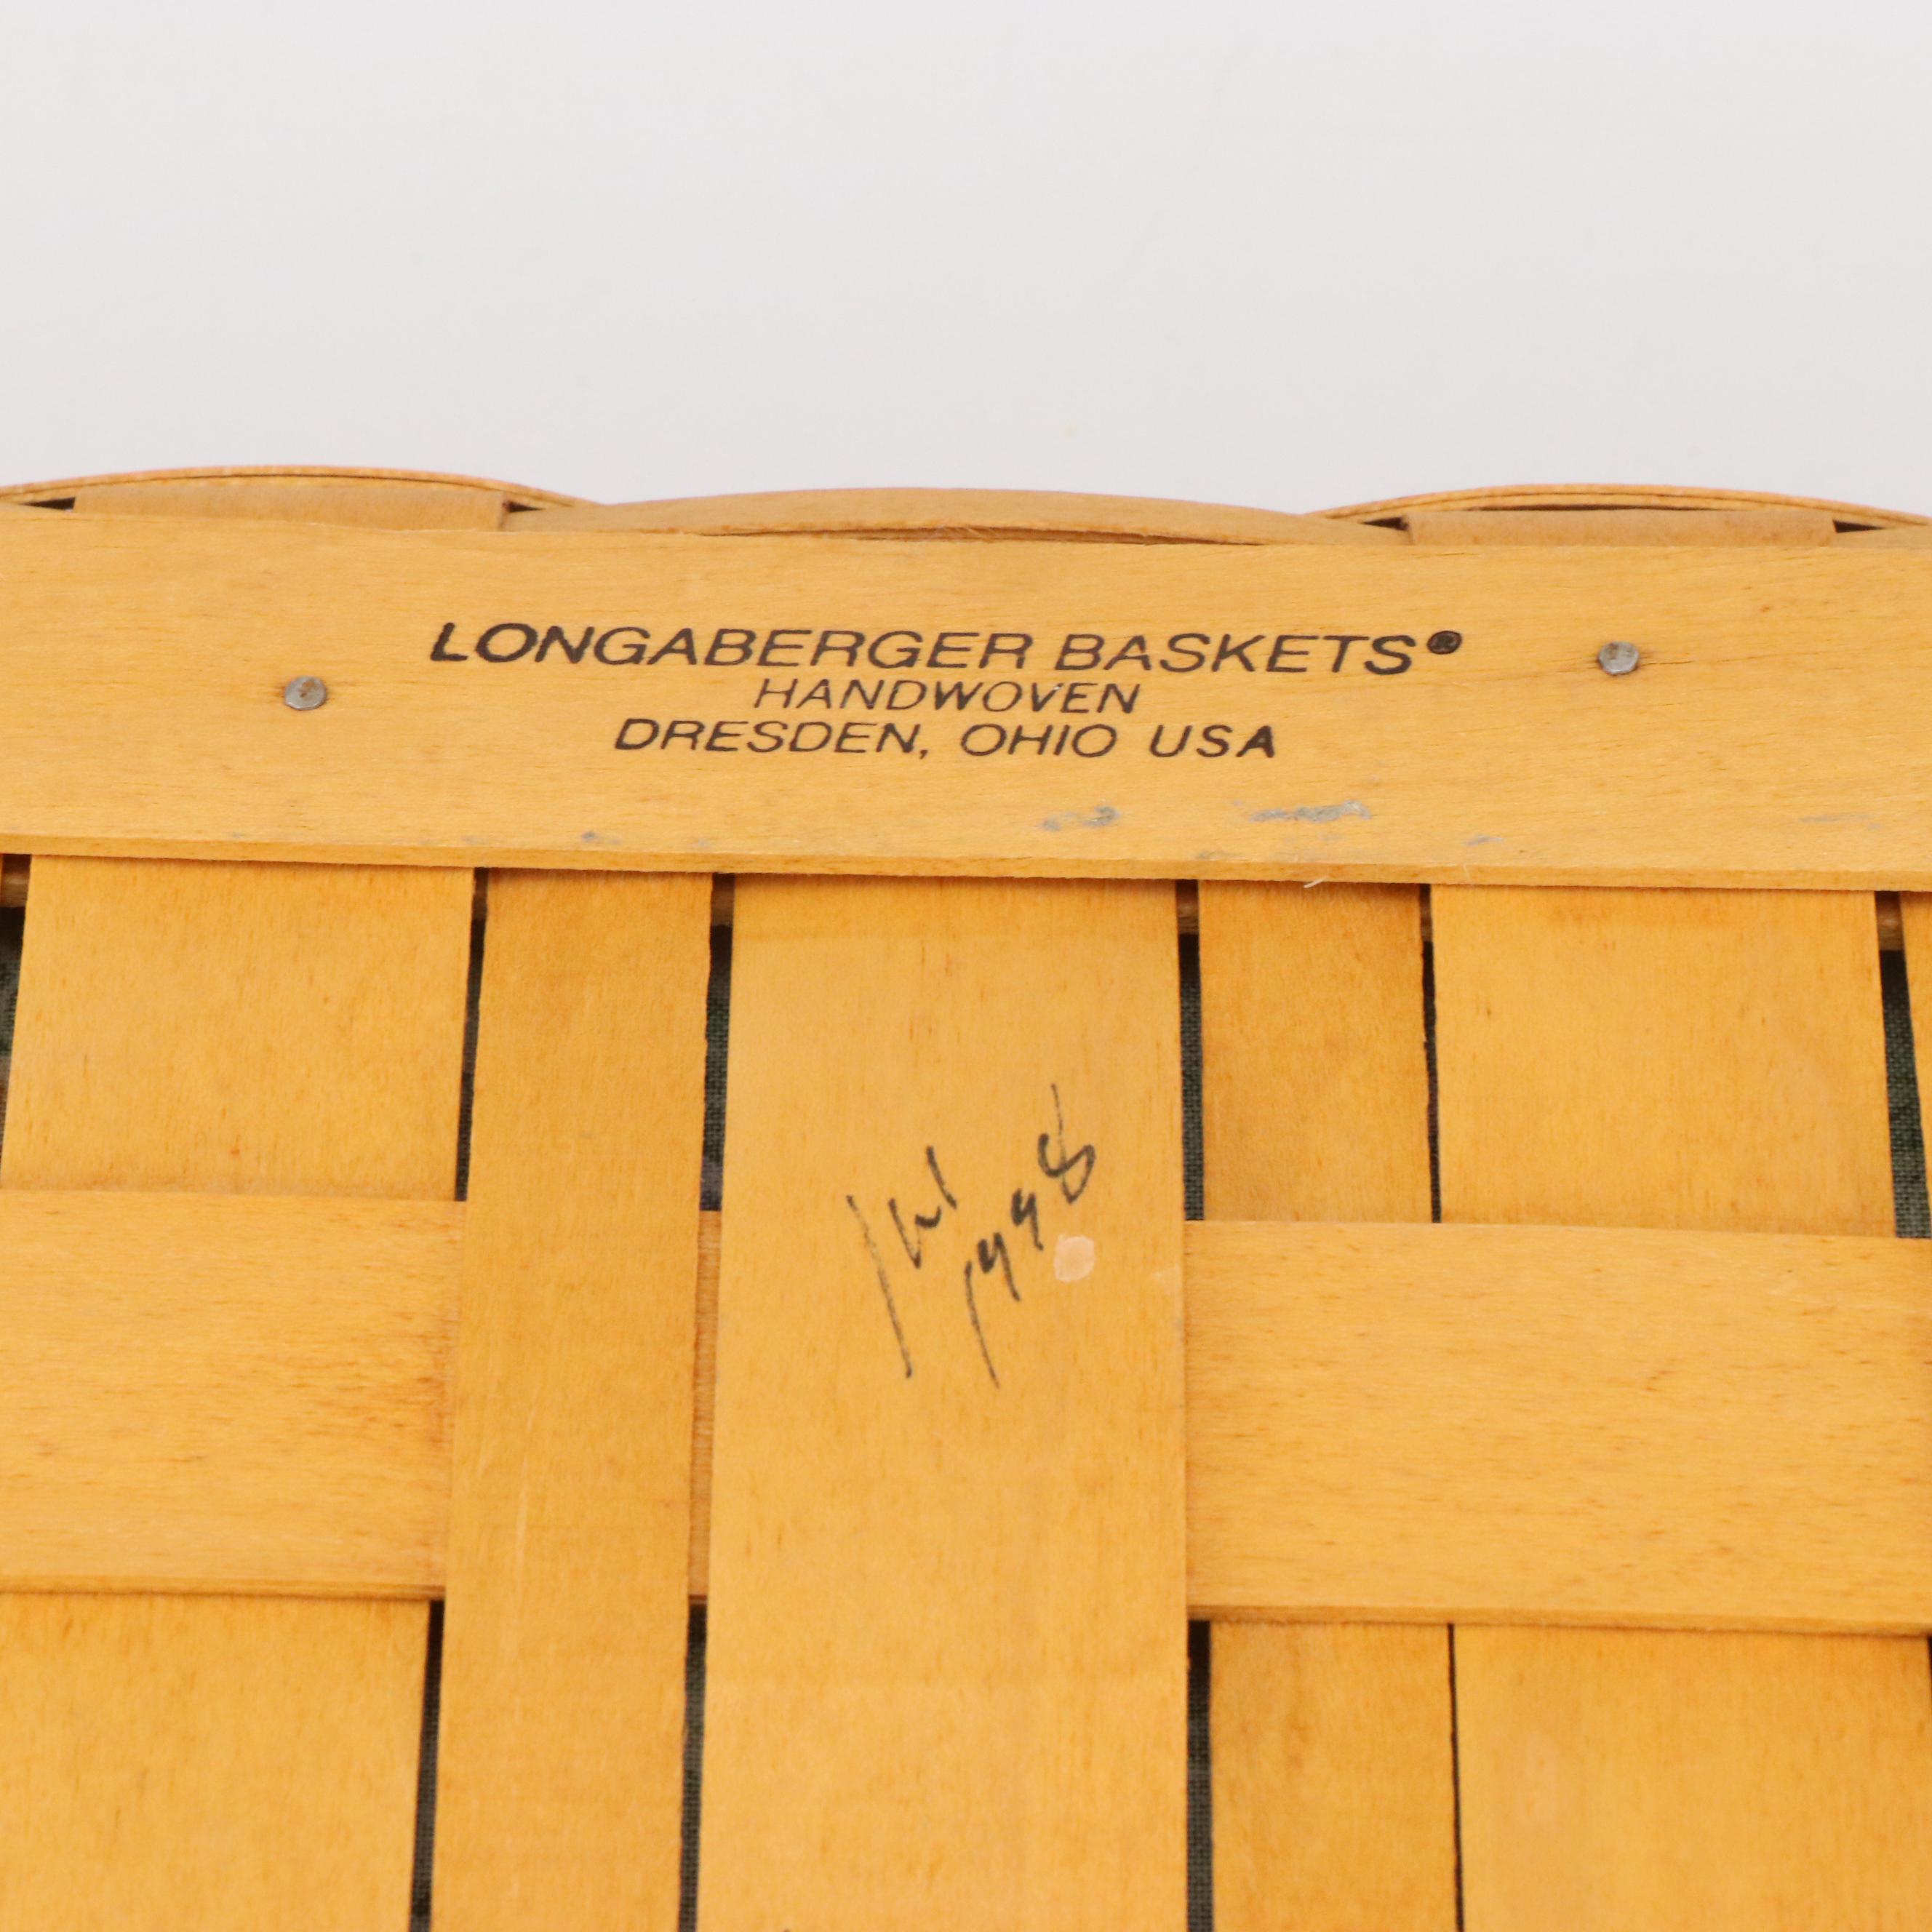 LONGABERGER BASKETS®
HANDWOVEN
DRESDEN, OHIO USA
1998